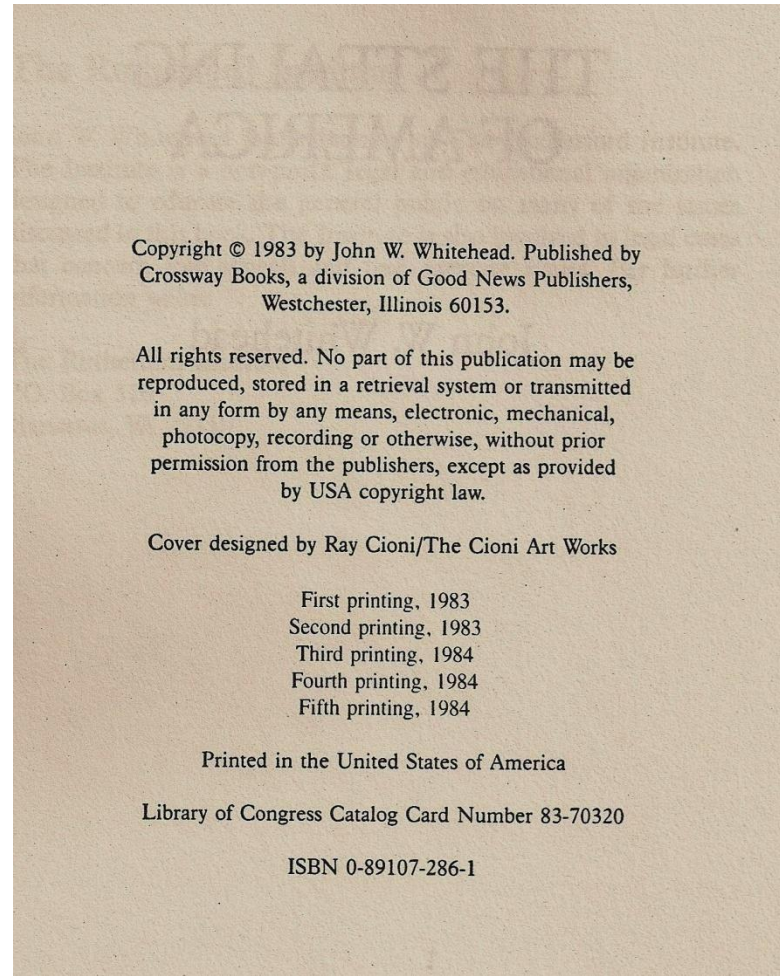 THE STEALING
OF AMERICA
Copyright © 1983 by John W. Whitehead. Published by
Crossway Books, a division of Good News Publishers,
Westchester, Illinois 60153.
All rights reserved. No part of this publication may be
reproduced, stored in a retrieval system or transmitted
in any form by any means, electronic, mechanical,
photocopy, recording or otherwise, without prior
permission from the publishers, except as provided
by USA copyright law.
Cover designed by Ray Cioni/The Cioni Art Works
First printing, 1983
Second printing, 1983
Third printing, 1984
Fourth printing, 1984
Fifth printing, 1984
Printed in the United States of America
Library of Congress Catalog Card Number 83-70320
ISBN 0-89107-286-1